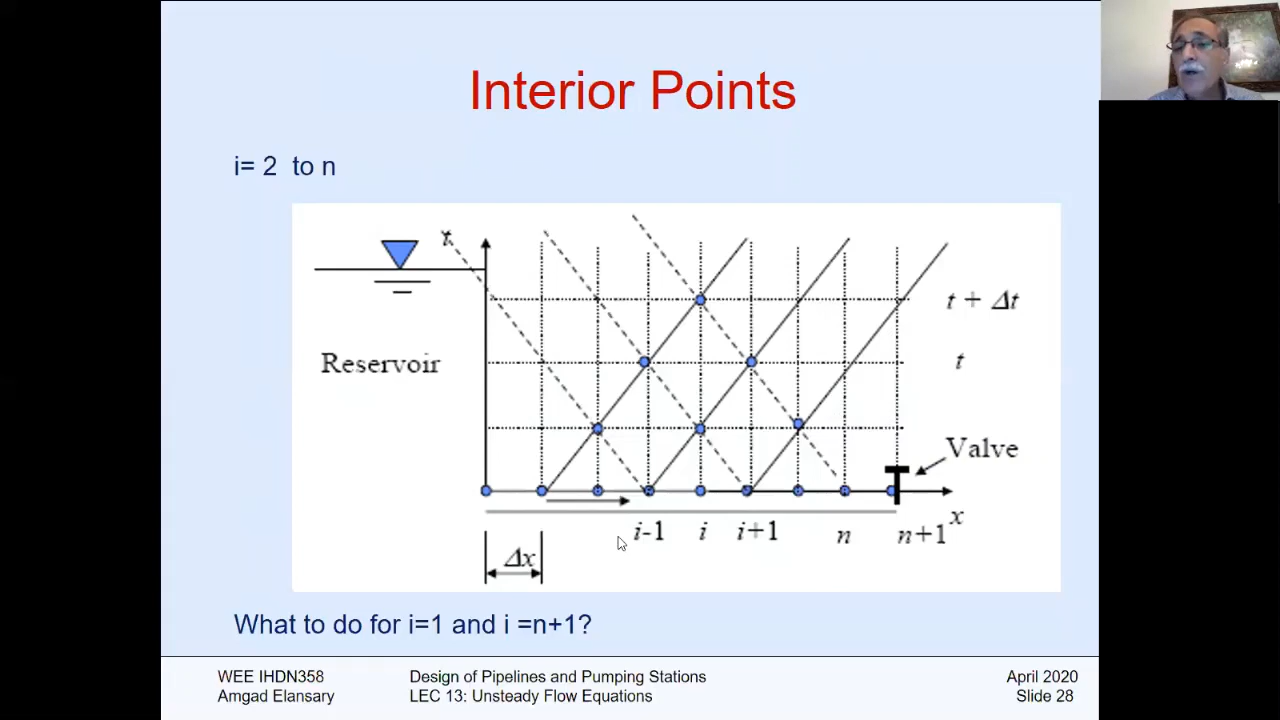 Interior Points
i= 2 to n
t
t + Δt
Reservoir
t
Valve
x
i-1 i i+1 n n+1
Δx
What to do for i=1 and i =n+1?
WEE IHDN358 Design of Pipelines and Pumping Stations April 2020
Amgad Elansary LEC 13: Unsteady Flow Equations Slide 28